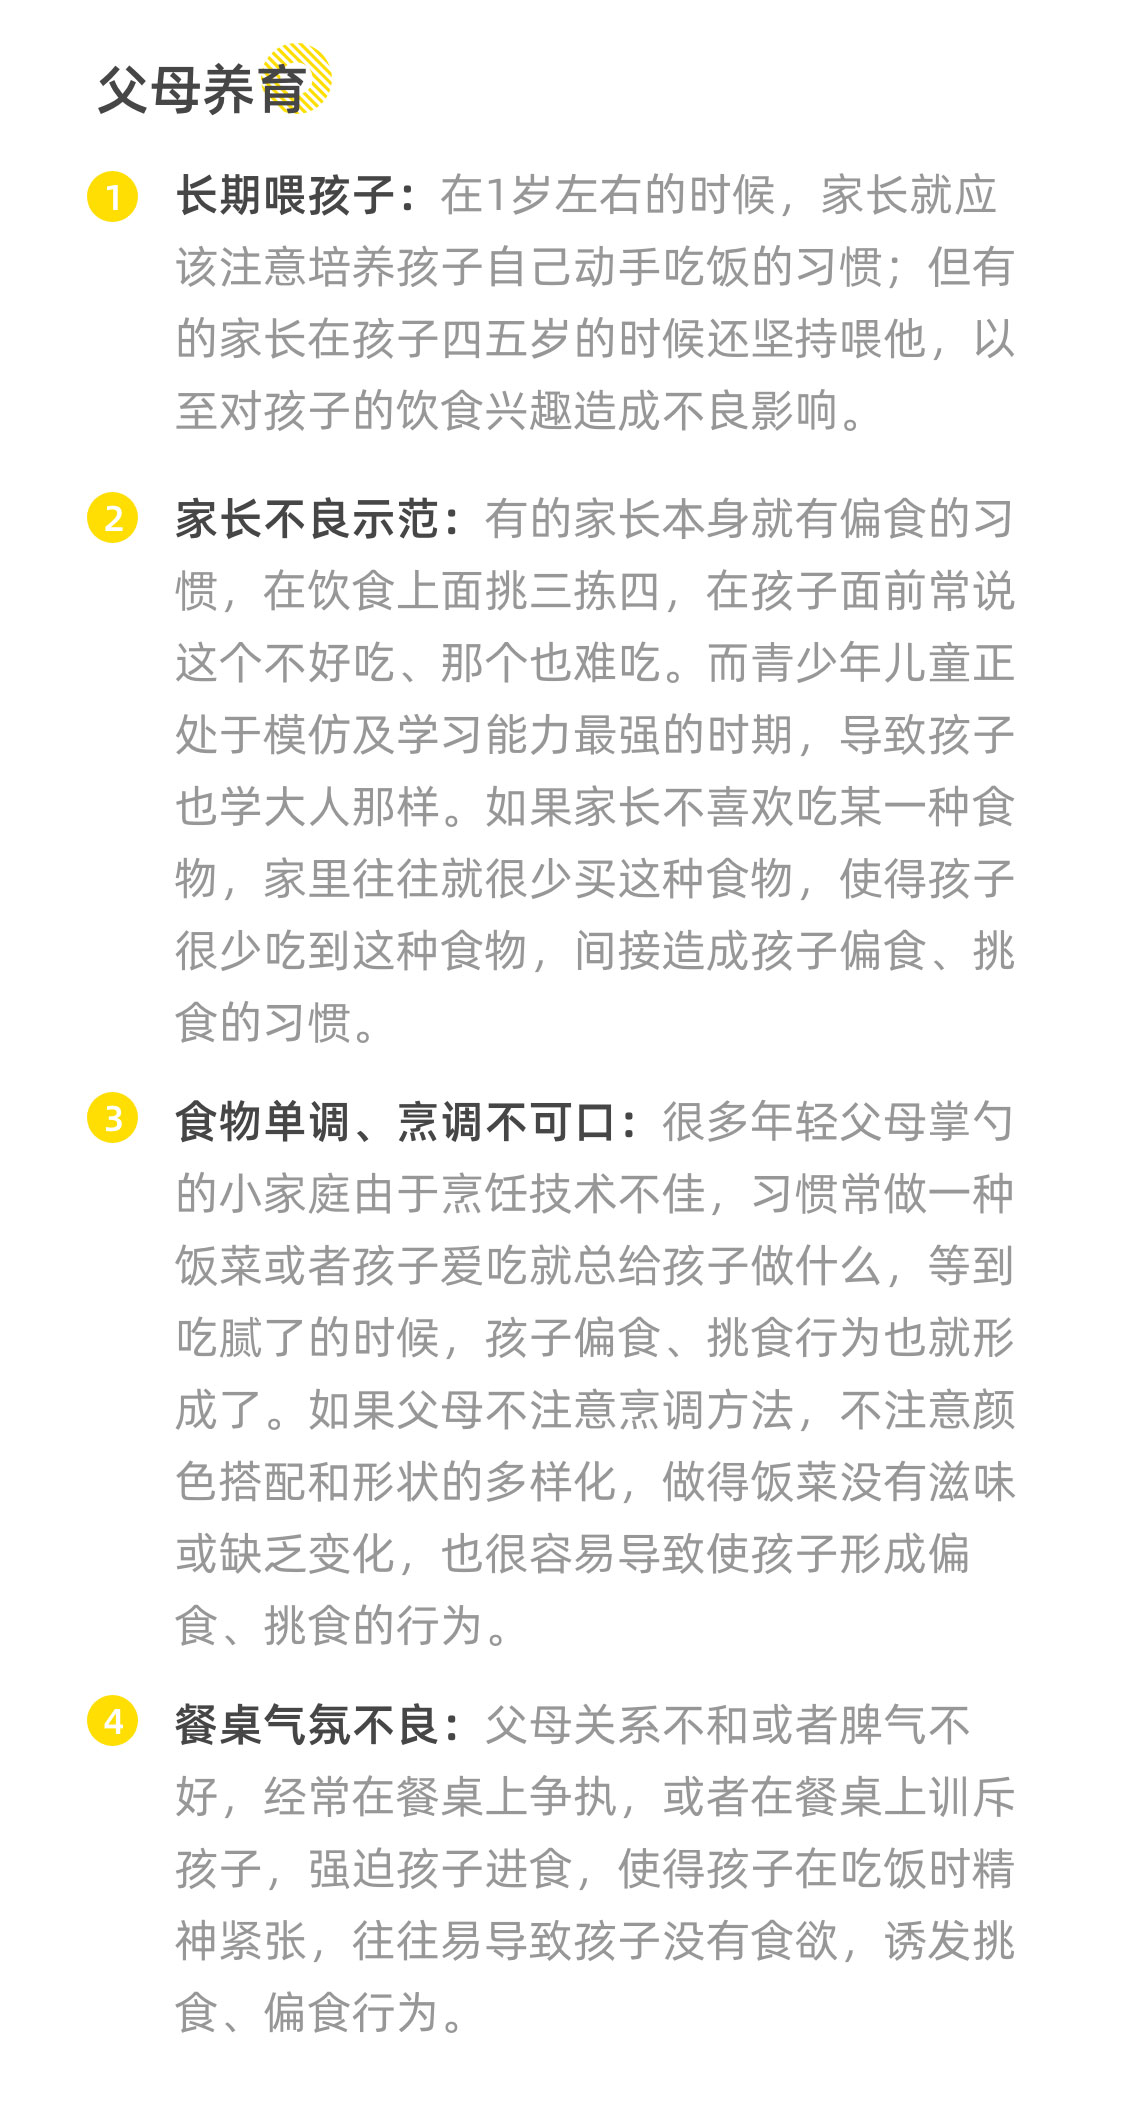 父母养育
1 长期喂孩子：在1岁左右的时候，家长就应
该注意培养孩子自己动手吃饭的习惯；但有
的家长在孩子四五岁的时候还坚持喂他，以
至对孩子的饮食兴趣造成不良影响。
2 家长不良示范：有的家长本身就有偏食的习
惯，在饮食上面挑三拣四，在孩子面前常说
这个不好吃、那个也难吃。而青少年儿童正
处于模仿及学习能力最强的时期，导致孩子
也学大人那样。如果家长不喜欢吃某一种食
物，家里往往就很少买这种食物，使得孩子
很少吃到这种食物，间接造成孩子偏食、挑
食的习惯。
3 食物单调、烹调不可口：很多年轻父母掌勺
的小家庭由于烹饪技术不佳，习惯常做一种
饭菜或者孩子爱吃就总给孩子做什么，等到
吃腻了的时候，孩子偏食、挑食行为也就形
成了。如果父母不注意烹调方法，不注意颜
色搭配和形状的多样化，做得饭菜没有滋味
或缺乏变化，也很容易导致使孩子形成偏
食、挑食的行为。
4 餐桌气氛不良：父母关系不和或者脾气不
好，经常在餐桌上争执，或者在餐桌上训斥
孩子，强迫孩子进食，使得孩子在吃饭时精
神紧张，往往易导致孩子没有食欲，诱发挑
食、偏食行为。